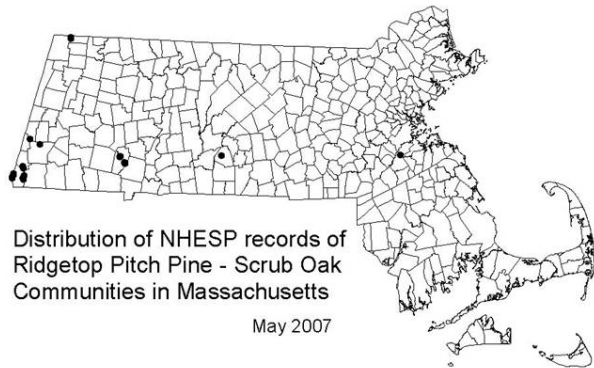 Distribution of NHESP records of
Ridgetop Pitch Pine - Scrub Oak
Communities in Massachusetts
May 2007